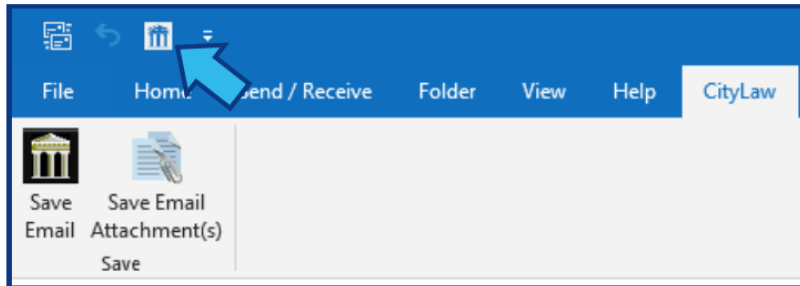 File Home Send / Receive Folder View Help CityLaw
Save Email
Save Email Attachment(s)
Save